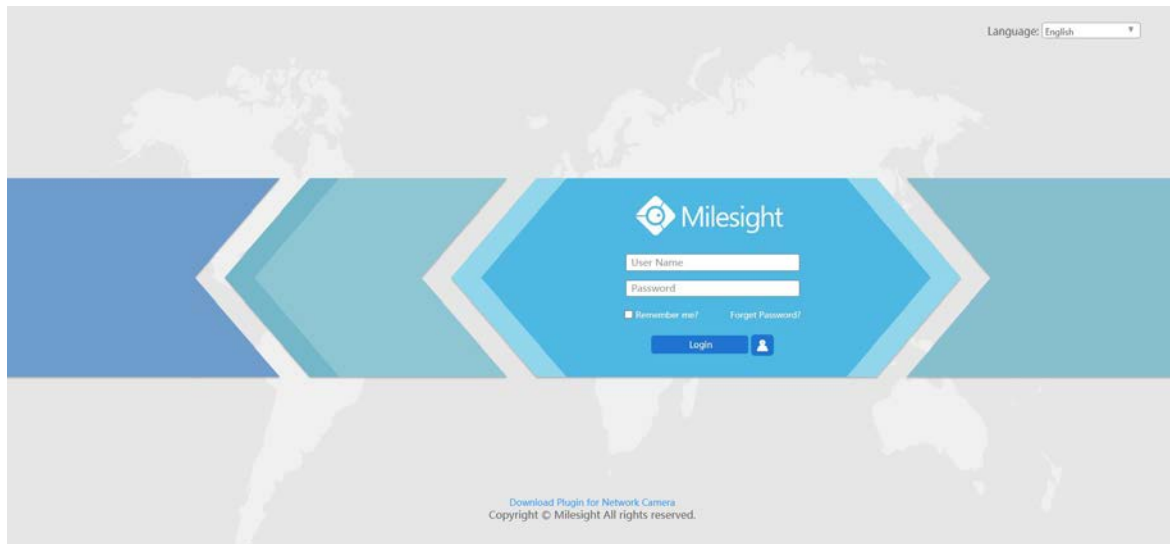 Language: English
Milesight
User Name
Password
Remember me? Forget Password?
Login
Download Plugin for Network Camera
Copyright © Milesight All rights reserved.